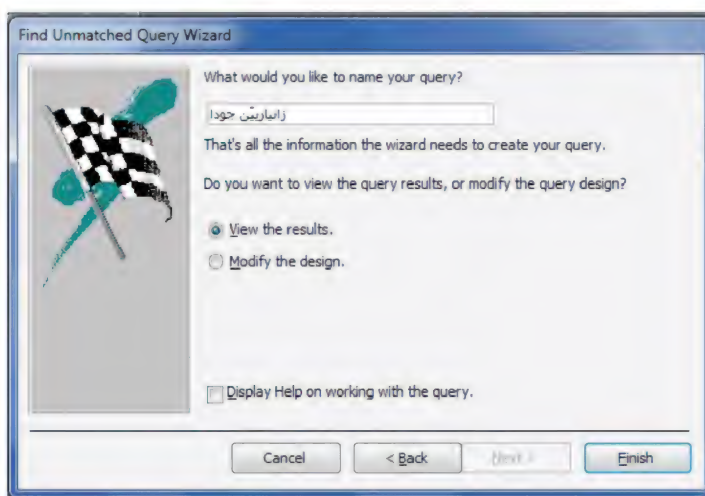 Find Unmatched Query Wizard
What would you like to name your query?
زانیاریێن جودا
That's all the information the wizard needs to create your query.
Do you want to view the query results, or modify the query design?
View the results.
Modify the design.
Display Help on working with the query.
Cancel
< Back
Next >
Finish